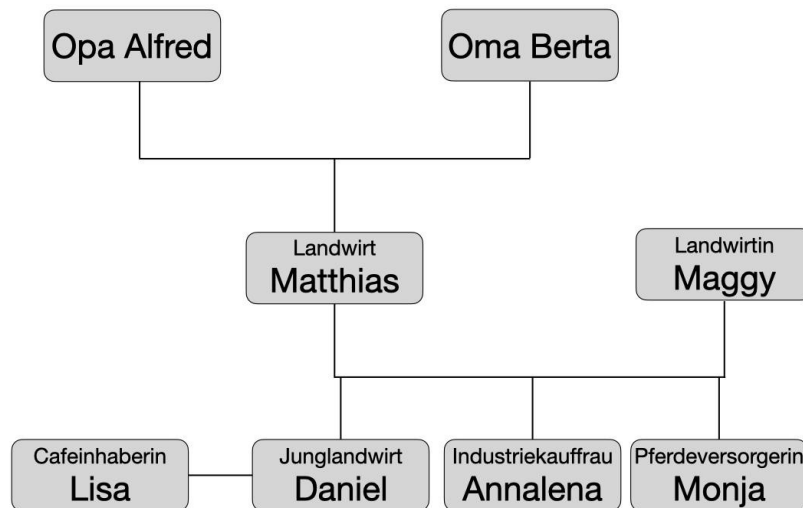 Opa Alfred
Oma Berta
Landwirt
Matthias
Landwirtin
Maggy
Cafeinhaberin
Lisa
Junglandwirt
Daniel
Industriekauffrau
Annalena
Pferdeversorgerin
Monja